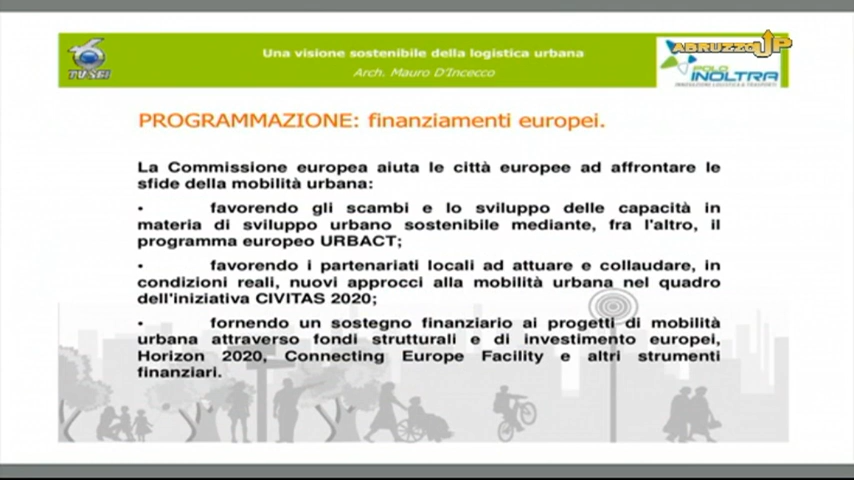 Una visione sostenibile della logistica urbana
Arch. Mauro D'Incecco
TV SEI
ABRUZZO UP
POLO
INOLTRA
INNOVAZIONE LOGISTICA & TRASPORTI
PROGRAMMAZIONE: finanziamenti europei.
La Commissione europea aiuta le città europee ad affrontare le
sfide della mobilità urbana:
• favorendo gli scambi e lo sviluppo delle capacità in
materia di sviluppo urbano sostenibile mediante, fra l'altro, il
programma europeo URBACT;
• favorendo i partenariati locali ad attuare e collaudare, in
condizioni reali, nuovi approcci alla mobilità urbana nel quadro
dell'iniziativa CIVITAS 2020;
• fornendo un sostegno finanziario ai progetti di mobilità
urbana attraverso fondi strutturali e di investimento europei,
Horizon 2020, Connecting Europe Facility e altri strumenti
finanziari.